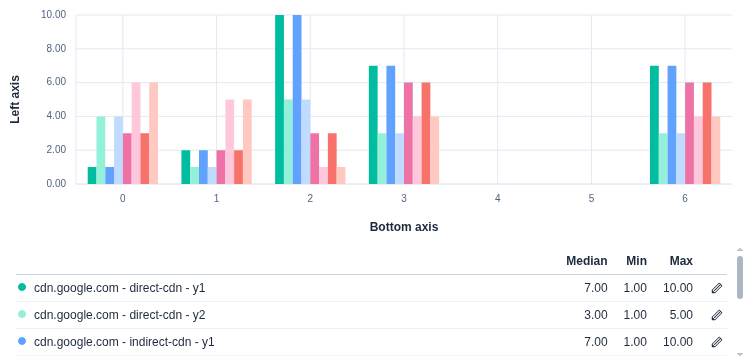 10.00
8.00
6.00
4.00
2.00
0.00
Left axis
0 1 2 3 4 5 6
Bottom axis
Median Min Max
cdn.google.com - direct-cdn - y1 7.00 1.00 10.00
cdn.google.com - direct-cdn - y2 3.00 1.00 5.00
cdn.google.com - indirect-cdn - y1 7.00 1.00 10.00